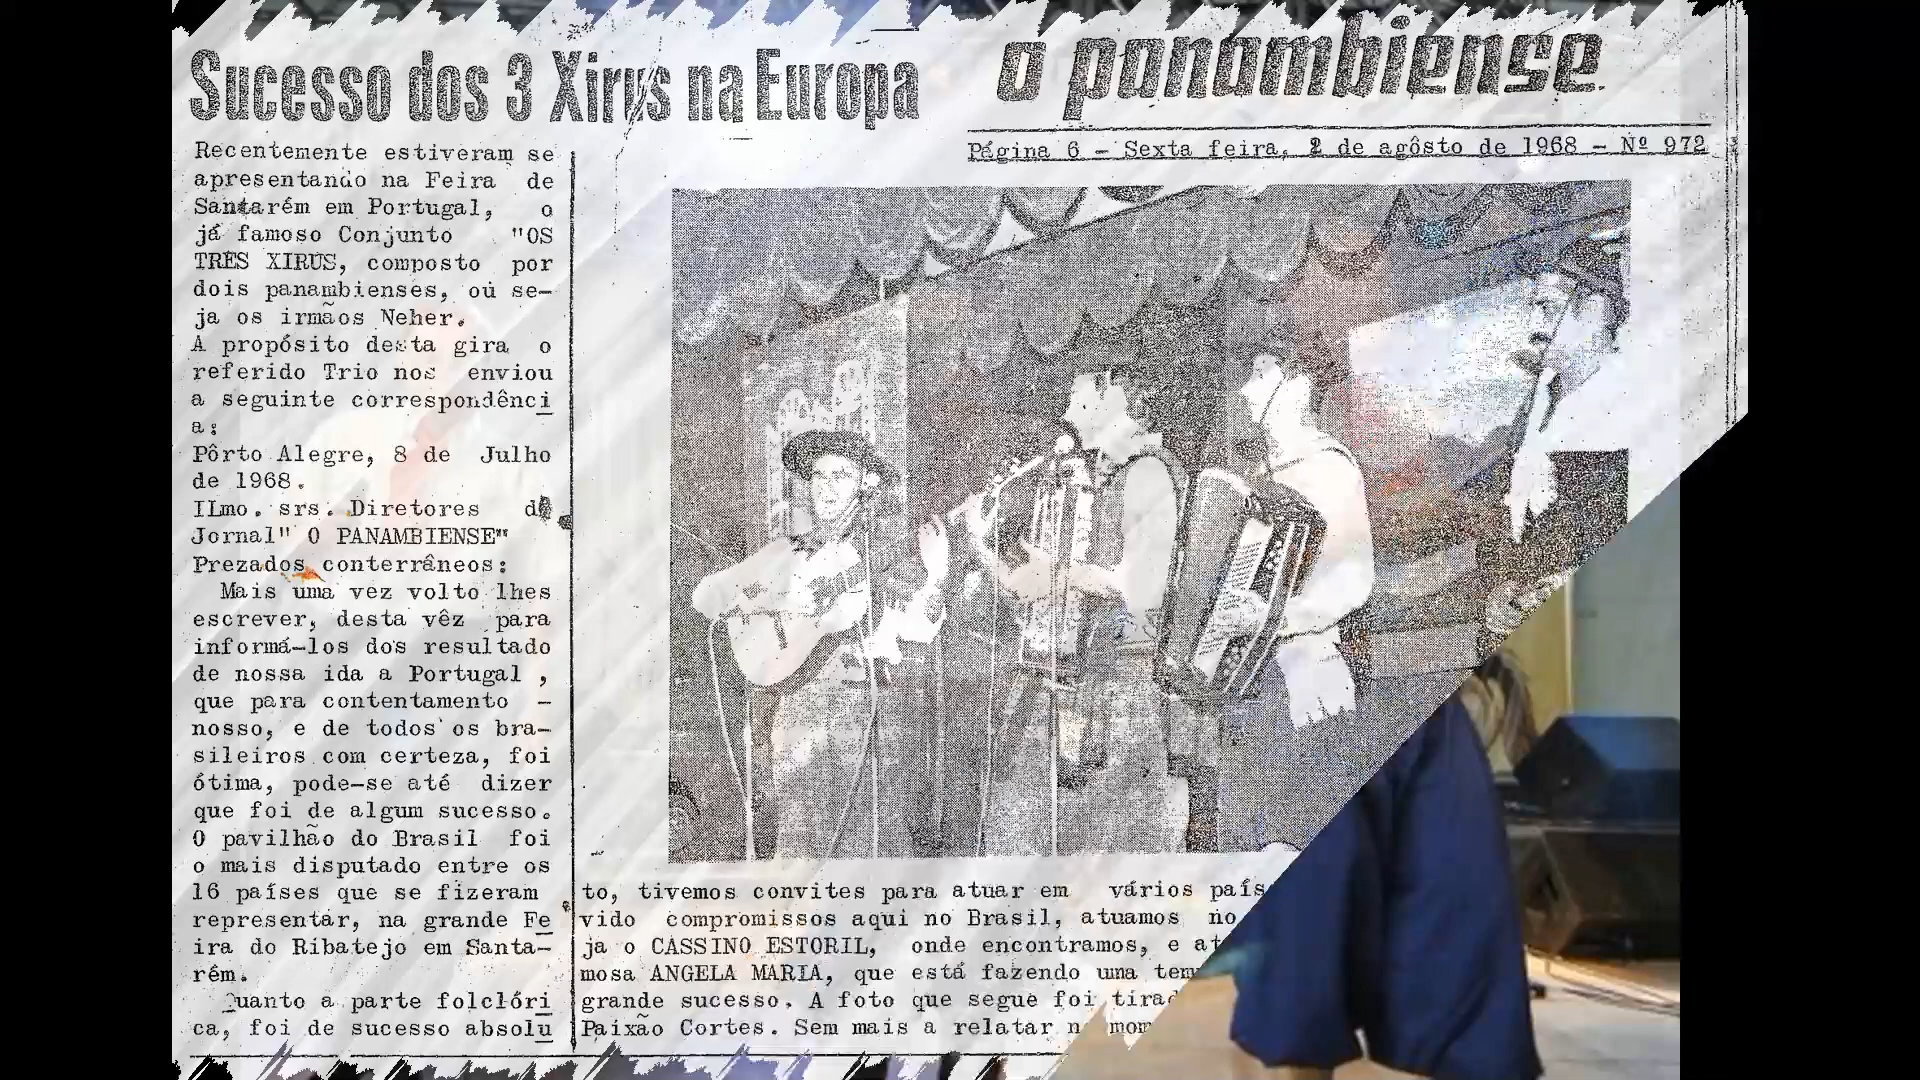 Sucesso dos 3 Xirus na Europa
o panambiense
Página 6 - Sexta feira, 2 de agôsto de 1968 - Nº 972
Recentemente estiveram se
apresentando na Feira de
Santarém em Portugal, o
já famoso Conjunto "OS
TRÊS XIRUS, composto por
dois panambienses, ou se-
ja os irmãos Neher.
A propósito desta gira o
referido Trio nos enviou
a seguinte correspondênci
a:
Pôrto Alegre, 8 de Julho
de 1968.
ILmo. srs. Diretores
Jornal" O PANAMBIENSE"
Prezados conterrâneos:
Mais uma vez volto lhes
escrever, desta vêz para
informá-los dos resultado
de nossa ida a Portugal ,
que para contentamento -
nosso, e de todos os bra-
sileiros com certeza, foi
ótima, pode-se até dizer
que foi de algum sucesso.
O pavilhão do Brasil foi
o mais disputado entre os
16 países que se fizeram
representar, na grande Fe
ira do Ribatejo em Santa-
rém.
Quanto a parte folclóri
ca, foi de sucesso absolu
to, tivemos convites para atuar em vários país
vido compromissos aqui no Brasil, atuamos no
ja o CASSINO ESTORIL, onde encontramos, e at
mosa ANGELA MARIA, que está fazendo uma tem
grande sucesso. A foto que segue foi tirad
Paixão Cortes. Sem mais a relatar n mom